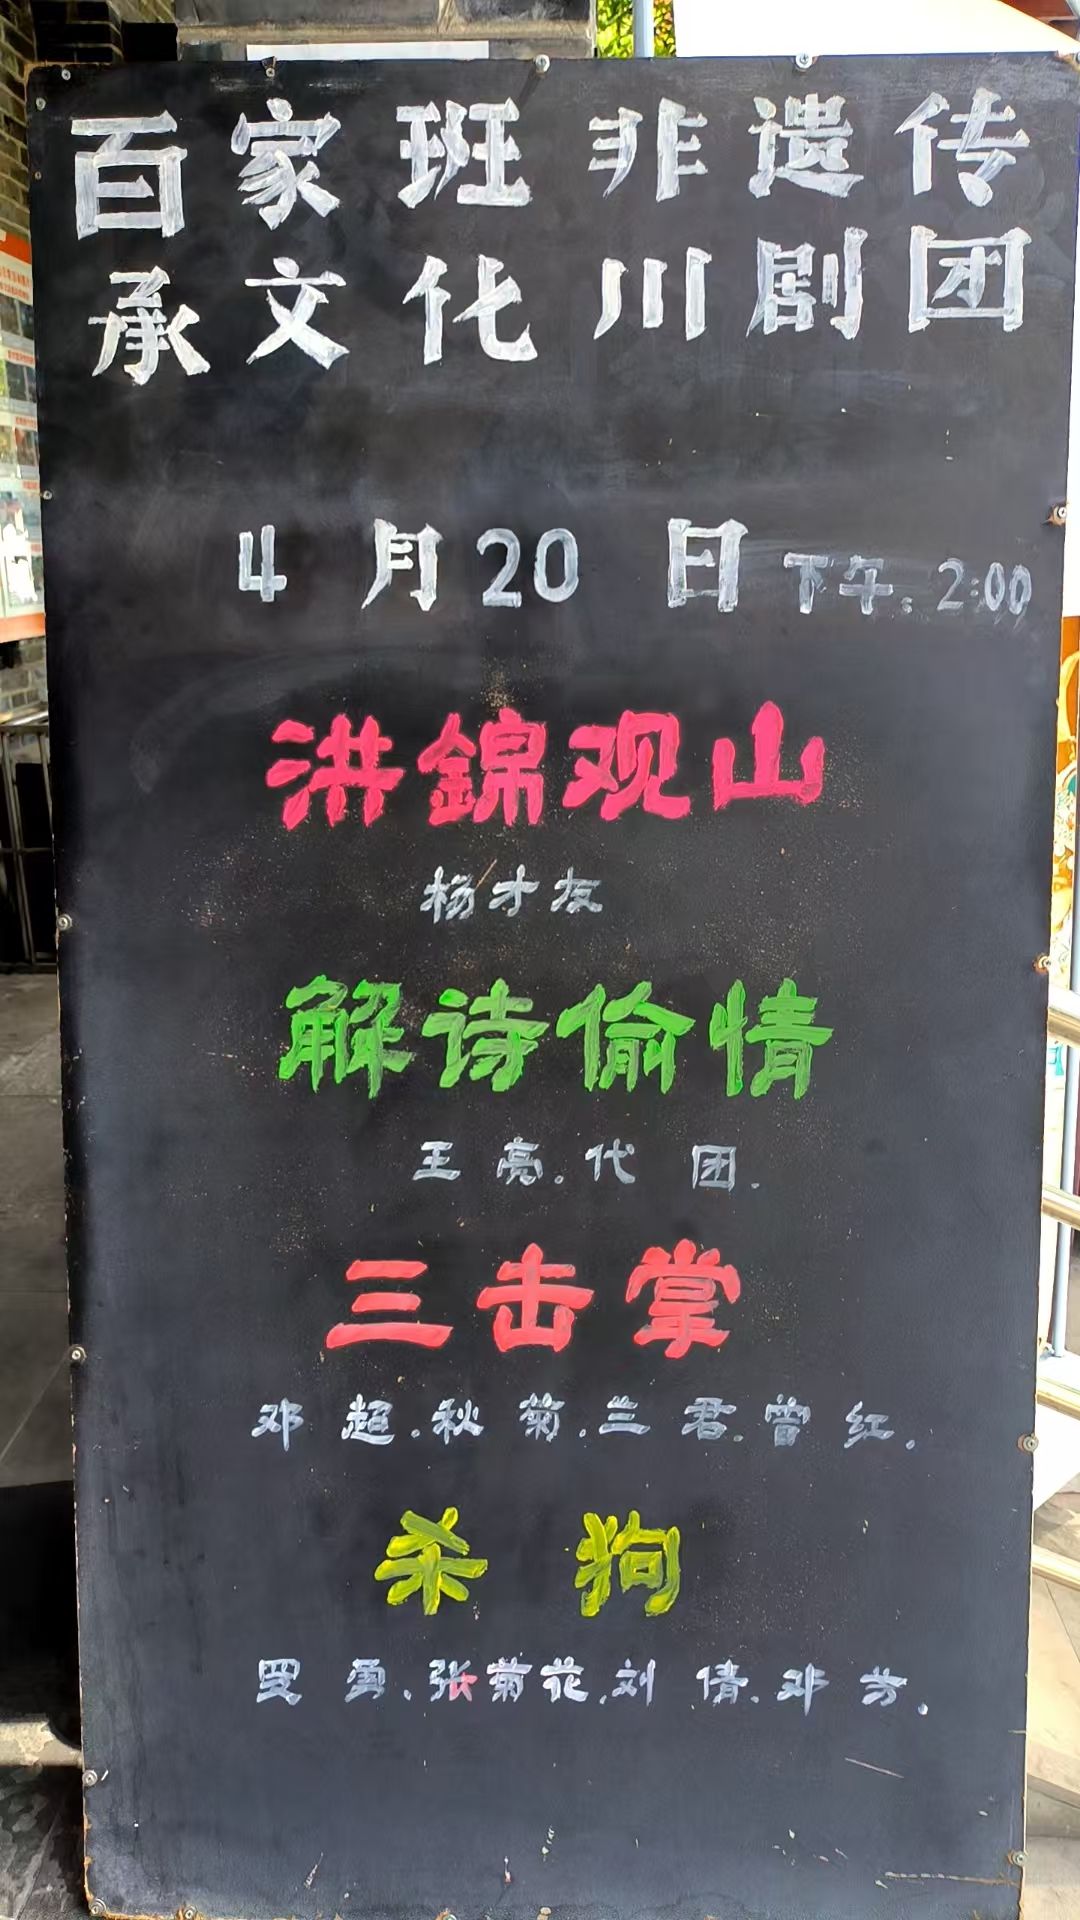 百家班非遗传
承文化川剧团
4月20日下午:2:00
洪錦观山
杨才友
解诗偷情
王亮.代团.
三击掌
邓超.秋菊.兰君.曾红.
杀狗
罗勇.张菊花.刘倩.邓芳.